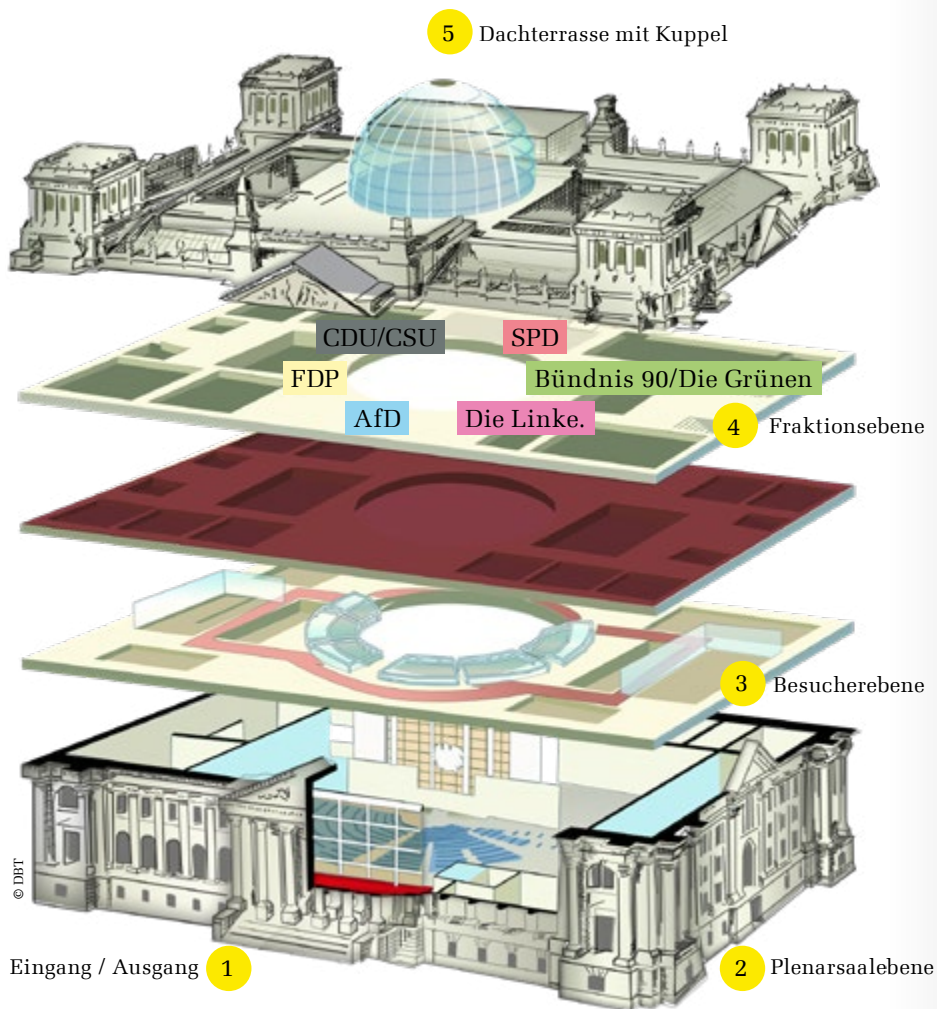 5 Dachterrasse mit Kuppel
CDU/CSU SPD
FDP Bündnis 90/Die Grünen
AfD Die Linke.
4 Fraktionsebene
3 Besucherebene
© DBT
Eingang / Ausgang 1
2 Plenarsaalebene